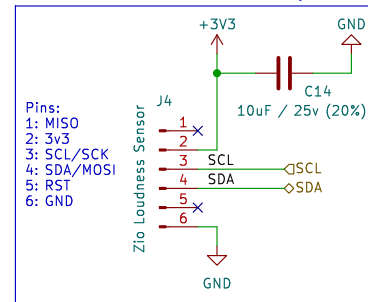 +3V3
GND
C14
10uF / 25v (20%)
Pins:
1: MISO
2: 3v3
3: SCL/SCK
4: SDA/MOSI
5: RST
6: GND
J4
Zio Loudness Sensor
1
2
3
4
5
6
SCL
SCL
SDA
SDA
GND